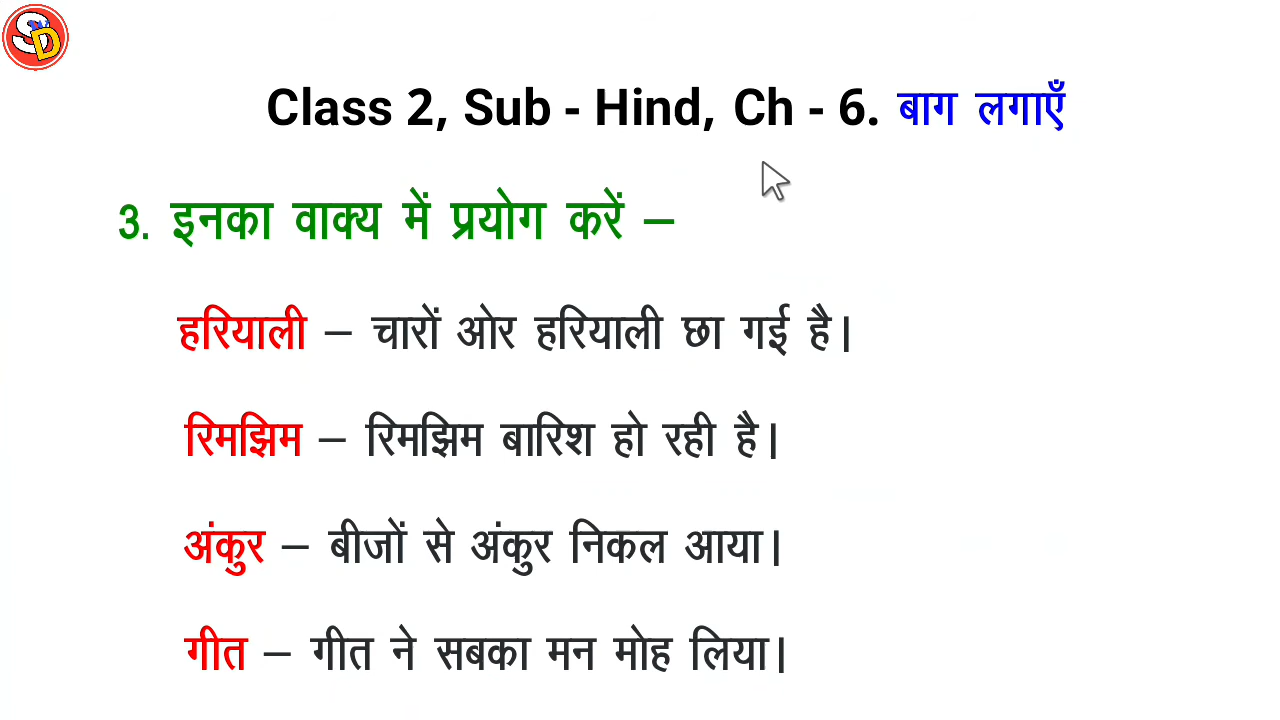 SD
Class 2, Sub - Hind, Ch - 6. बाग लगाएँ
3. इनका वाक्य में प्रयोग करें –
हरियाली – चारों ओर हरियाली छा गई है।
रिमझिम – रिमझिम बारिश हो रही है।
अंकुर – बीजों से अंकुर निकल आया।
गीत – गीत ने सबका मन मोह लिया।